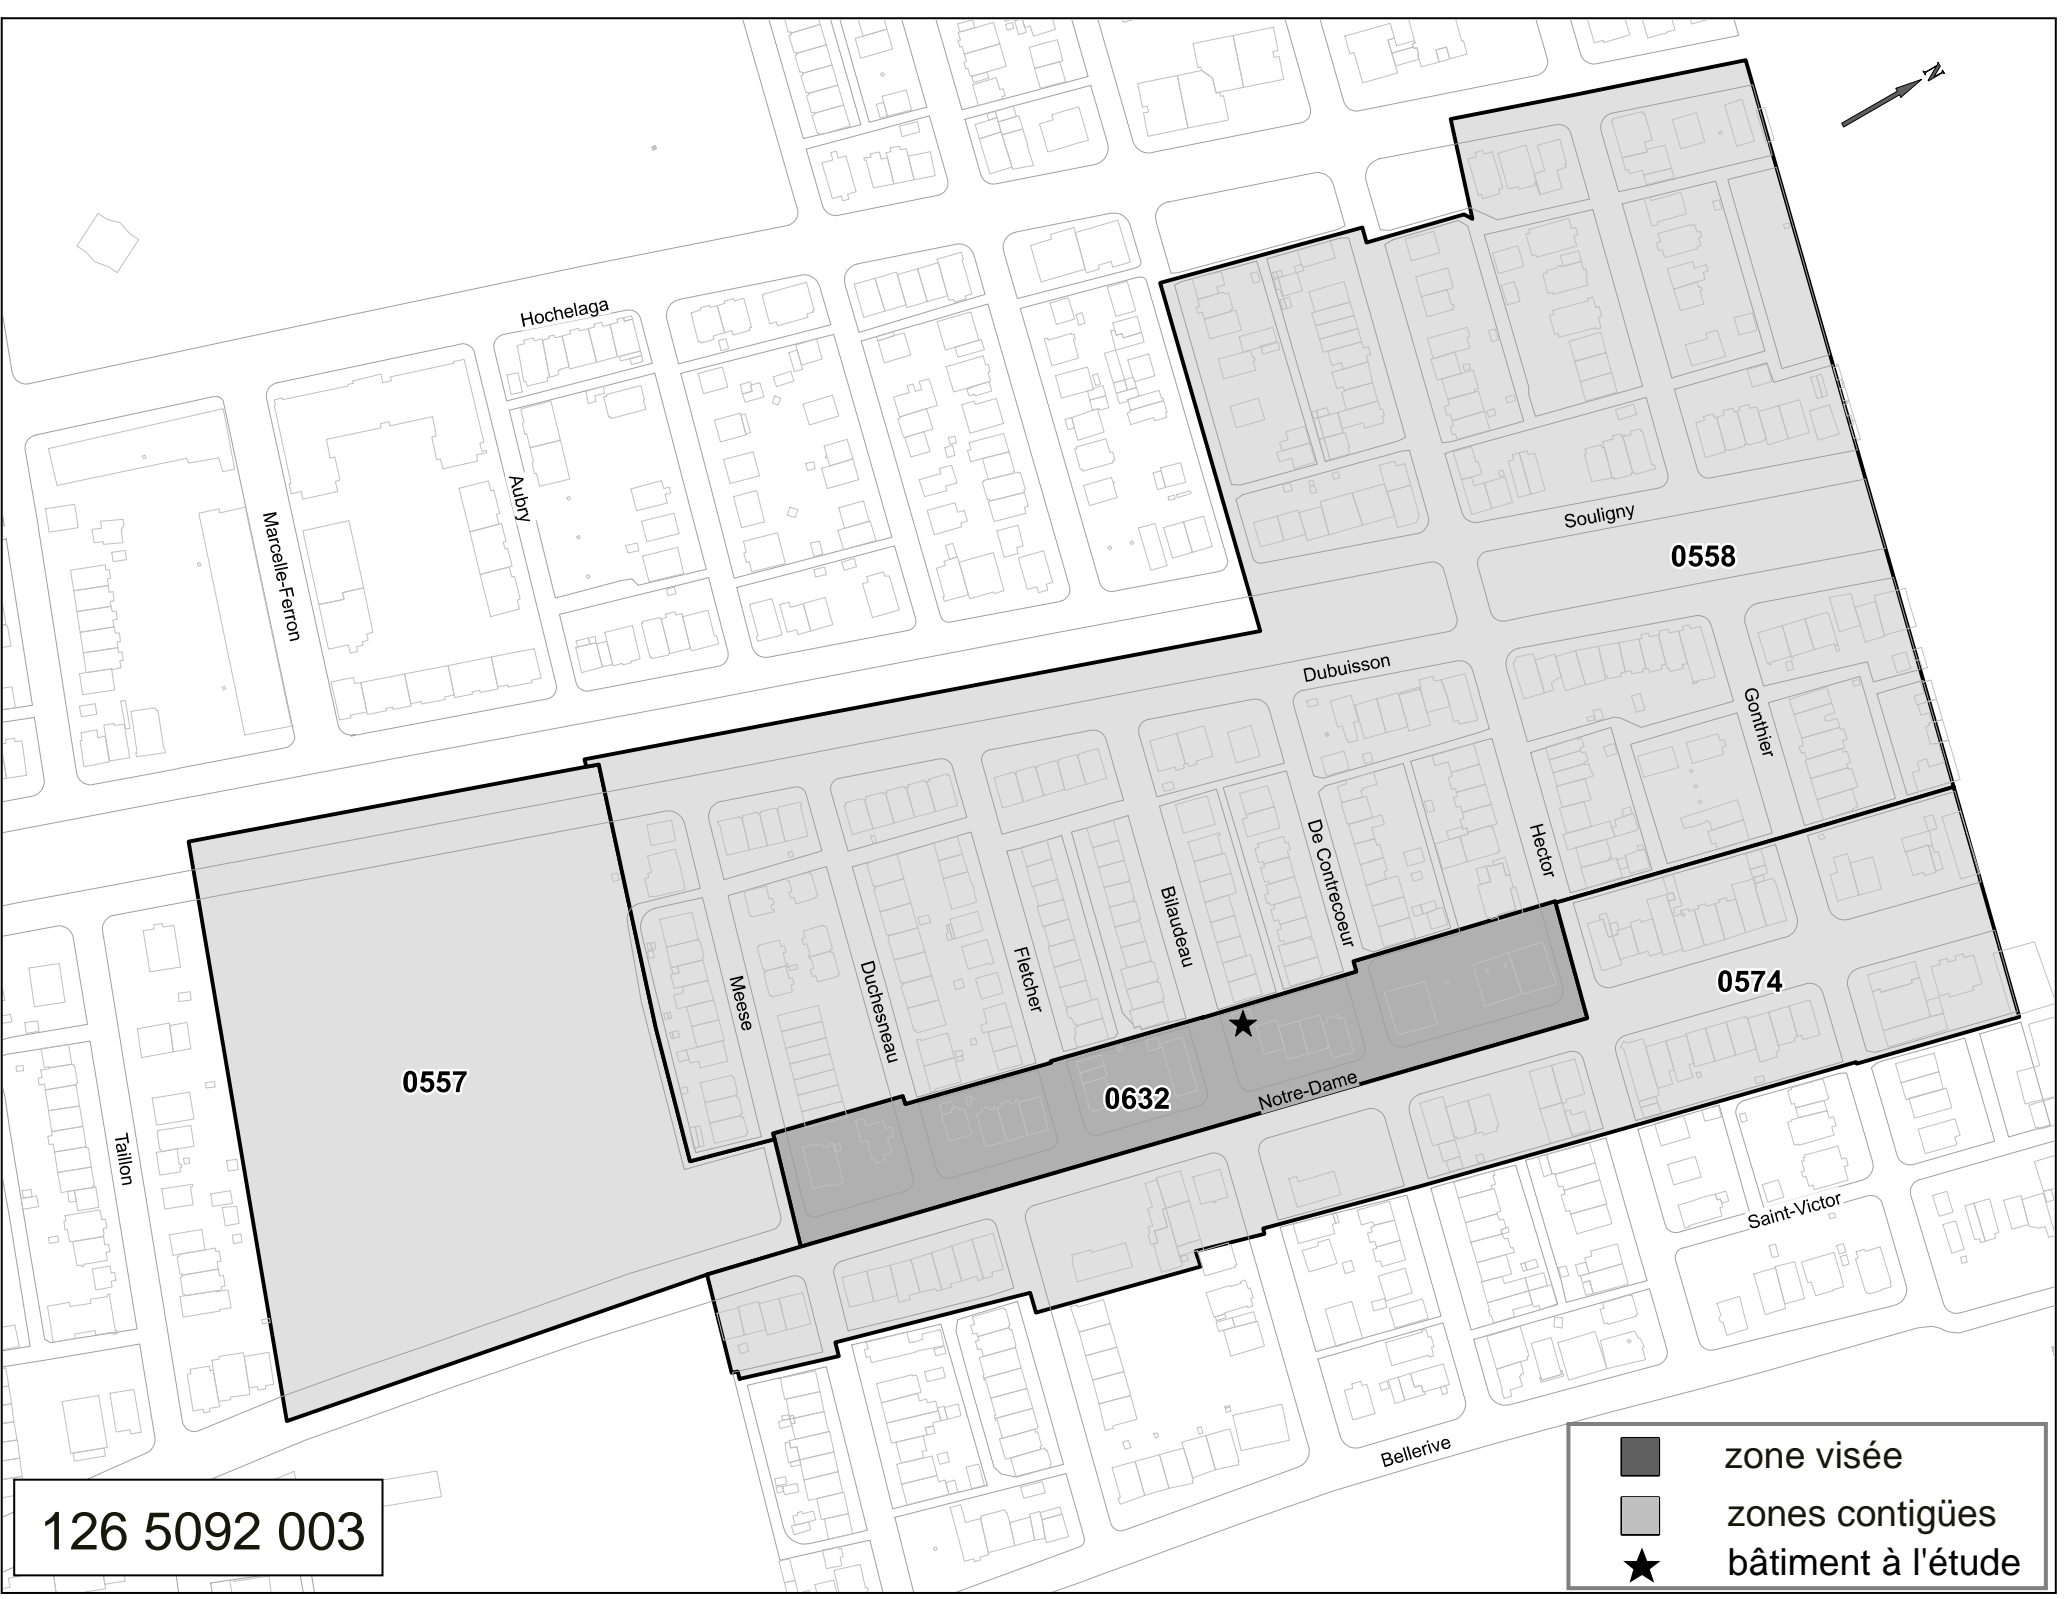 N
Hochelaga
Aubry
Marcelle-Ferron
Souligny
0558
Dubuisson
Gonthier
De Contrecoeur
Hector
Bilaudeau
Fletcher
Duchesneau
Meese
0574
0557
0632
Notre-Dame
Taillon
Saint-Victor
Bellerive
126 5092 003
zone visée
zones contigües
bâtiment à l'étude